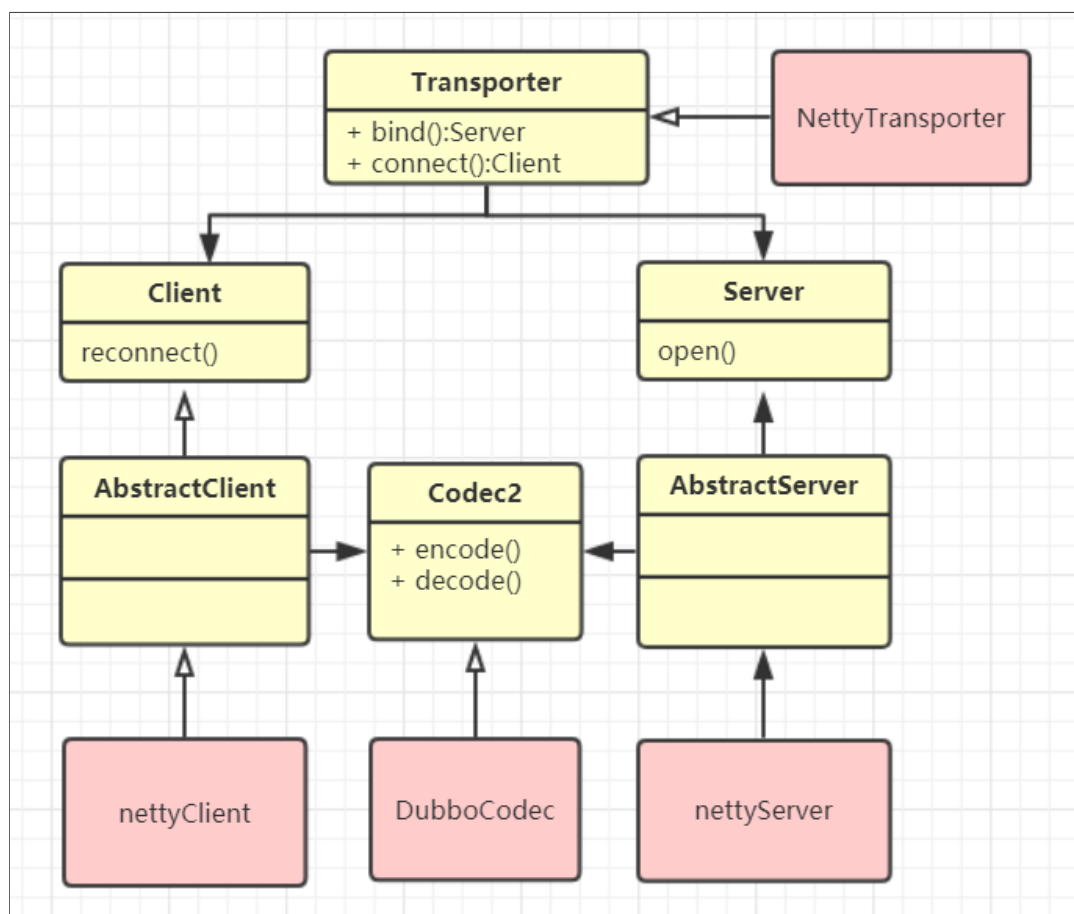 Transporter
+ bind():Server
+ connect():Client
NettyTransporter
Client
reconnect()
Server
open()
AbstractClient
Codec2
+ encode()
+ decode()
AbstractServer
nettyClient
DubboCodec
nettyServer